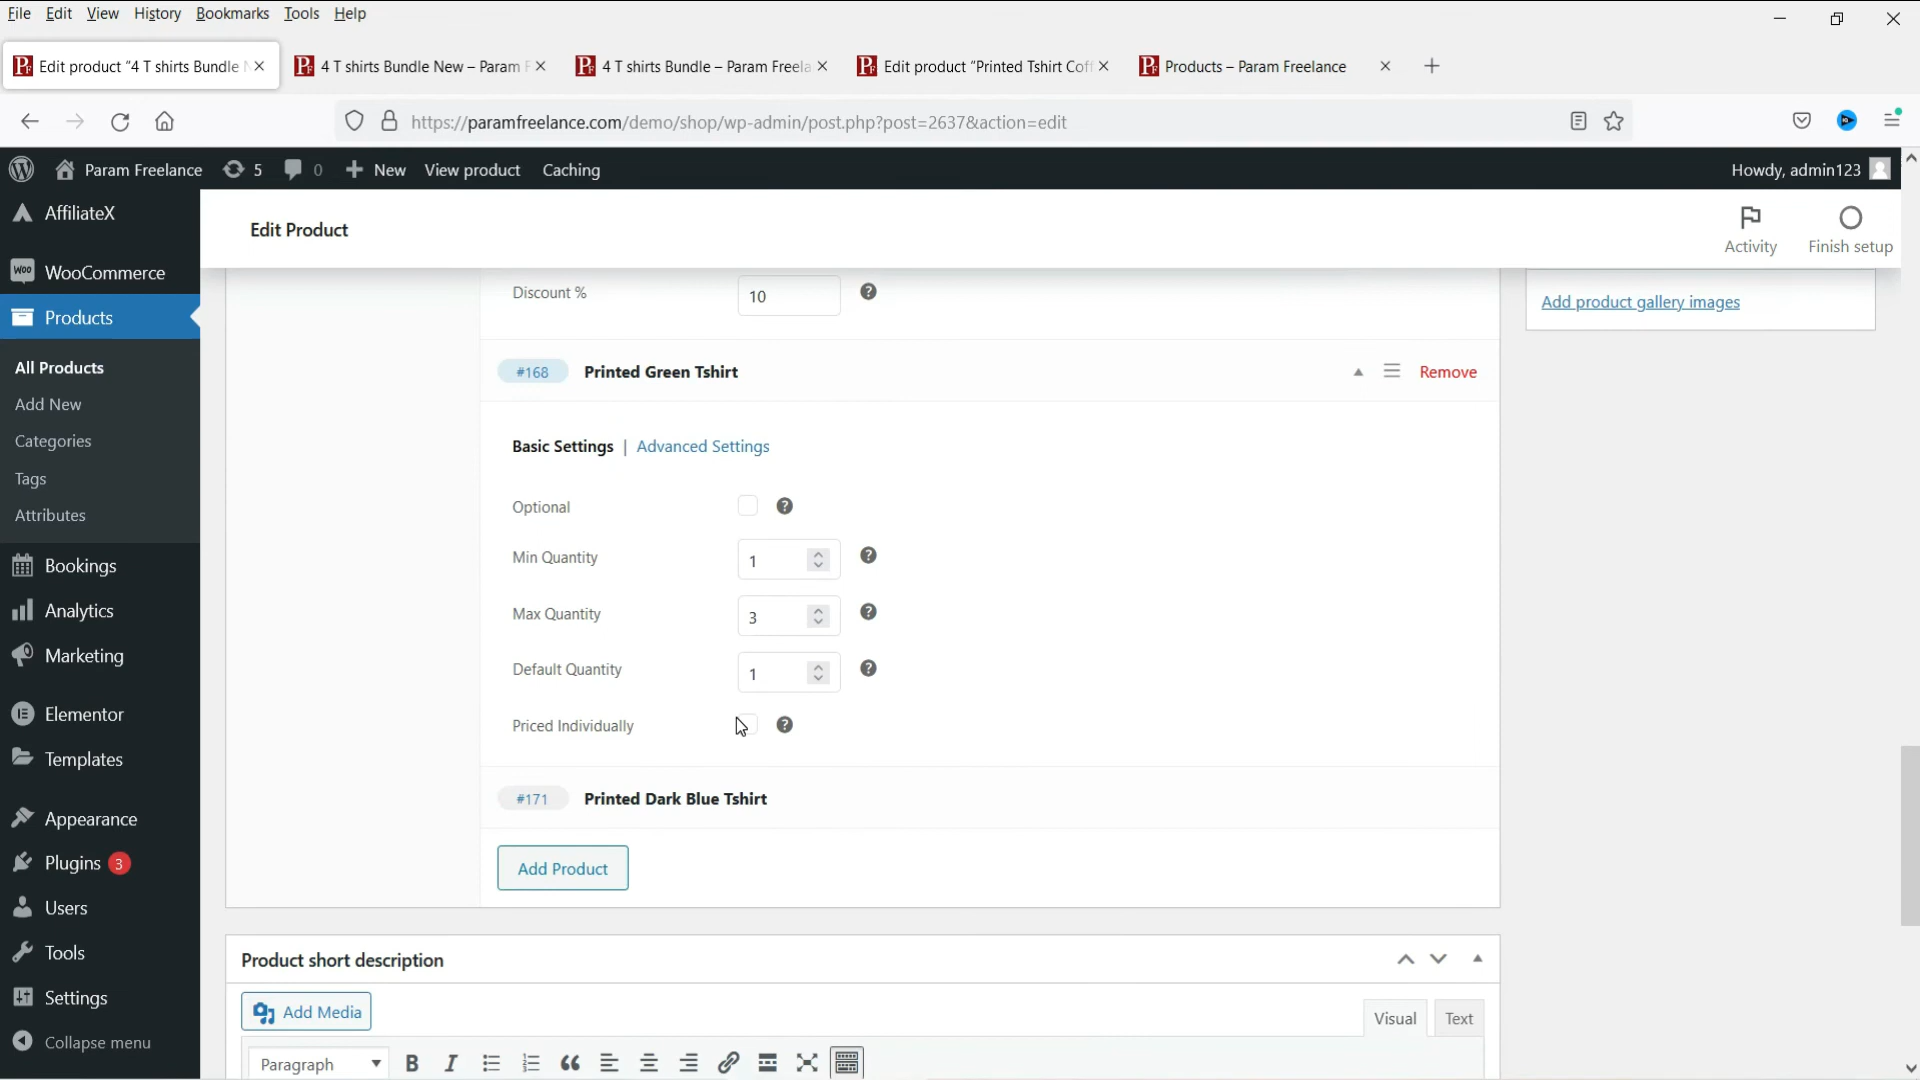 File Edit View History Bookmarks Tools Help
Edit product "4 T shirts Bundle N
4 T shirts Bundle New – Param F
4 T shirts Bundle – Param Freela
Edit product "Printed Tshirt Coff
Products – Param Freelance
https://paramfreelance.com/demo/shop/wp-admin/post.php?post=2637&action=edit
Param Freelance 5 0 New View product Caching Howdy, admin123
AffiliateX
WooCommerce
Products
All Products
Add New
Categories
Tags
Attributes
Bookings
Analytics
Marketing
Elementor
Templates
Appearance
Plugins 3
Users
Tools
Settings
Collapse menu
Edit Product
Activity
Finish setup
Discount % 10
#168 Printed Green Tshirt Remove
Basic Settings | Advanced Settings
Optional
Min Quantity 1
Max Quantity 3
Default Quantity 1
Priced Individually
#171 Printed Dark Blue Tshirt
Add Product
Add product gallery images
Product short description
Add Media
Visual Text
Paragraph B I